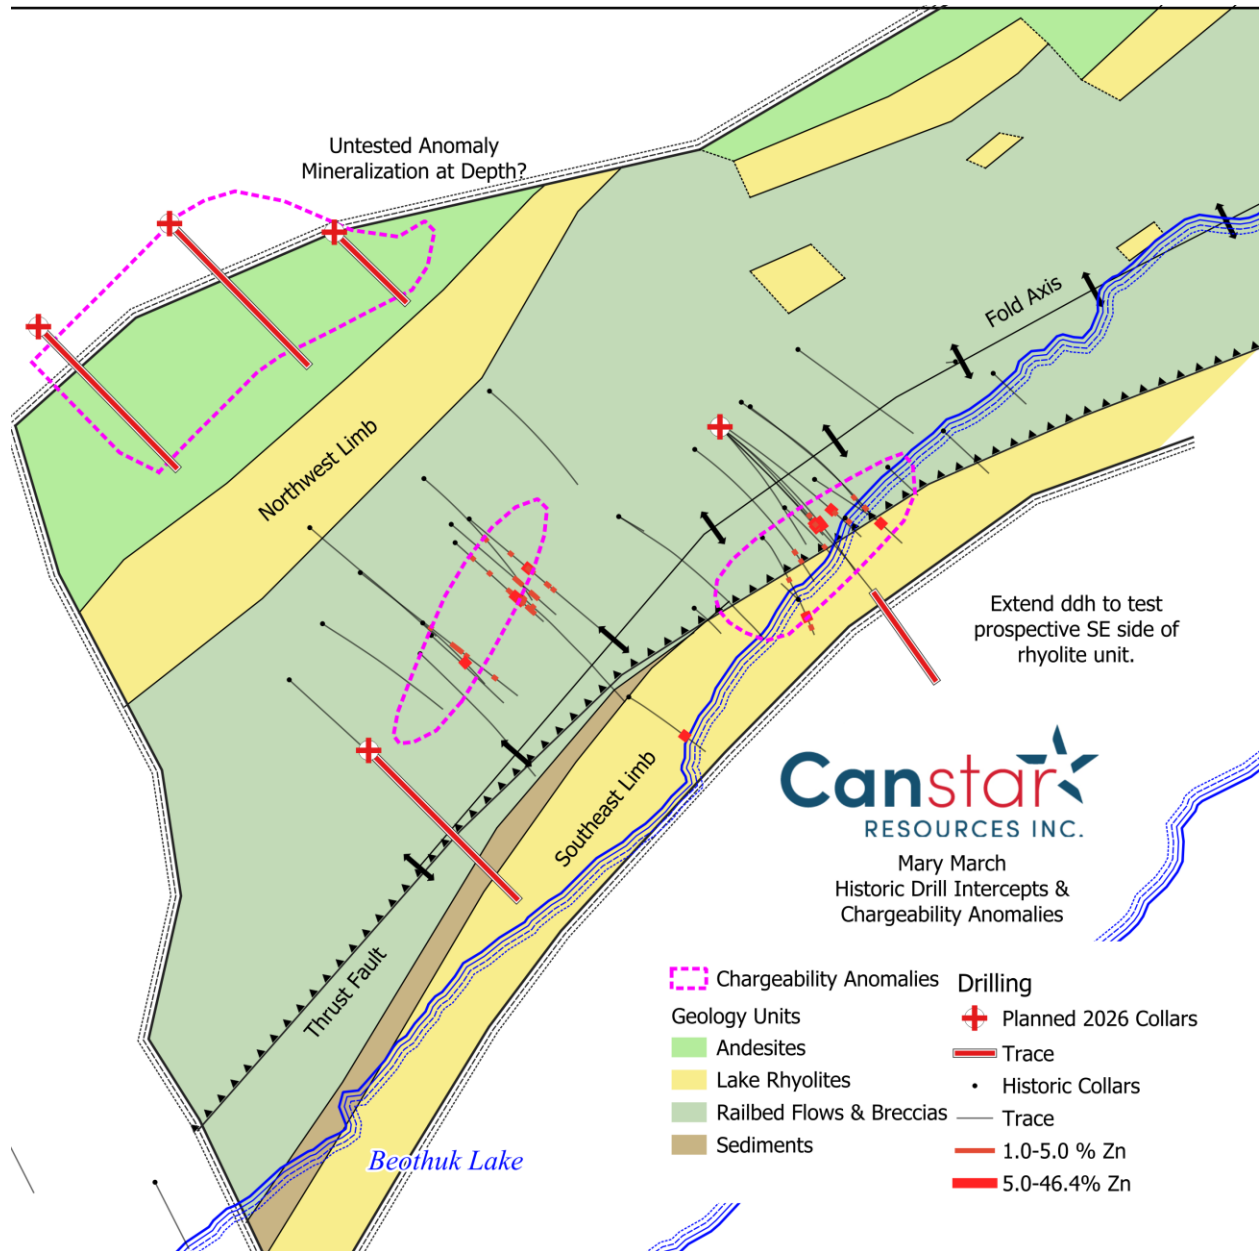 Untested Anomaly
Mineralization at Depth?
Northwest Limb
Fold Axis
Extend ddh to test
prospective SE side of
rhyolite unit.
Southeast Limb
Thrust Fault
Canstar
RESOURCES INC.
Mary March
Historic Drill Intercepts &
Chargeability Anomalies
Chargeability Anomalies
Geology Units
Andesites
Lake Rhyolites
Railbed Flows & Breccias
Sediments
Drilling
Planned 2026 Collars
Trace
Historic Collars
Trace
1.0-5.0 % Zn
5.0-46.4% Zn
Beothuk Lake